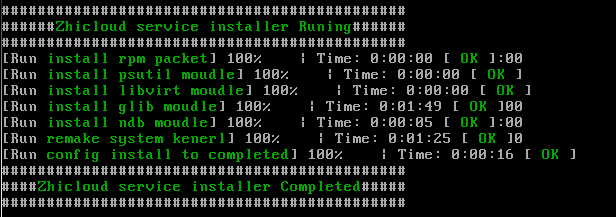 ##################################################
######Zhicloud service installer Runing######
##################################################
[Run install rpm packet] 100%    ¦ Time: 0:00:00 [ OK ]:00
[Run install psutil moudle] 100%    ¦ Time: 0:00:00 [ OK ]
[Run install libvirt moudle] 100%    ¦ Time: 0:00:00 [ OK ]
[Run install glib moudle] 100%    ¦ Time: 0:01:49 [ OK ]00
[Run install ndb moudle] 100%    ¦ Time: 0:00:05 [ OK ]:00
[Run remake system kenerl] 100%    ¦ Time: 0:01:25 [ OK ]0
[Run config install to completed] 100%    ¦ Time: 0:00:16 [ OK ]
##################################################
####Zhicloud service installer Completed#####
##################################################